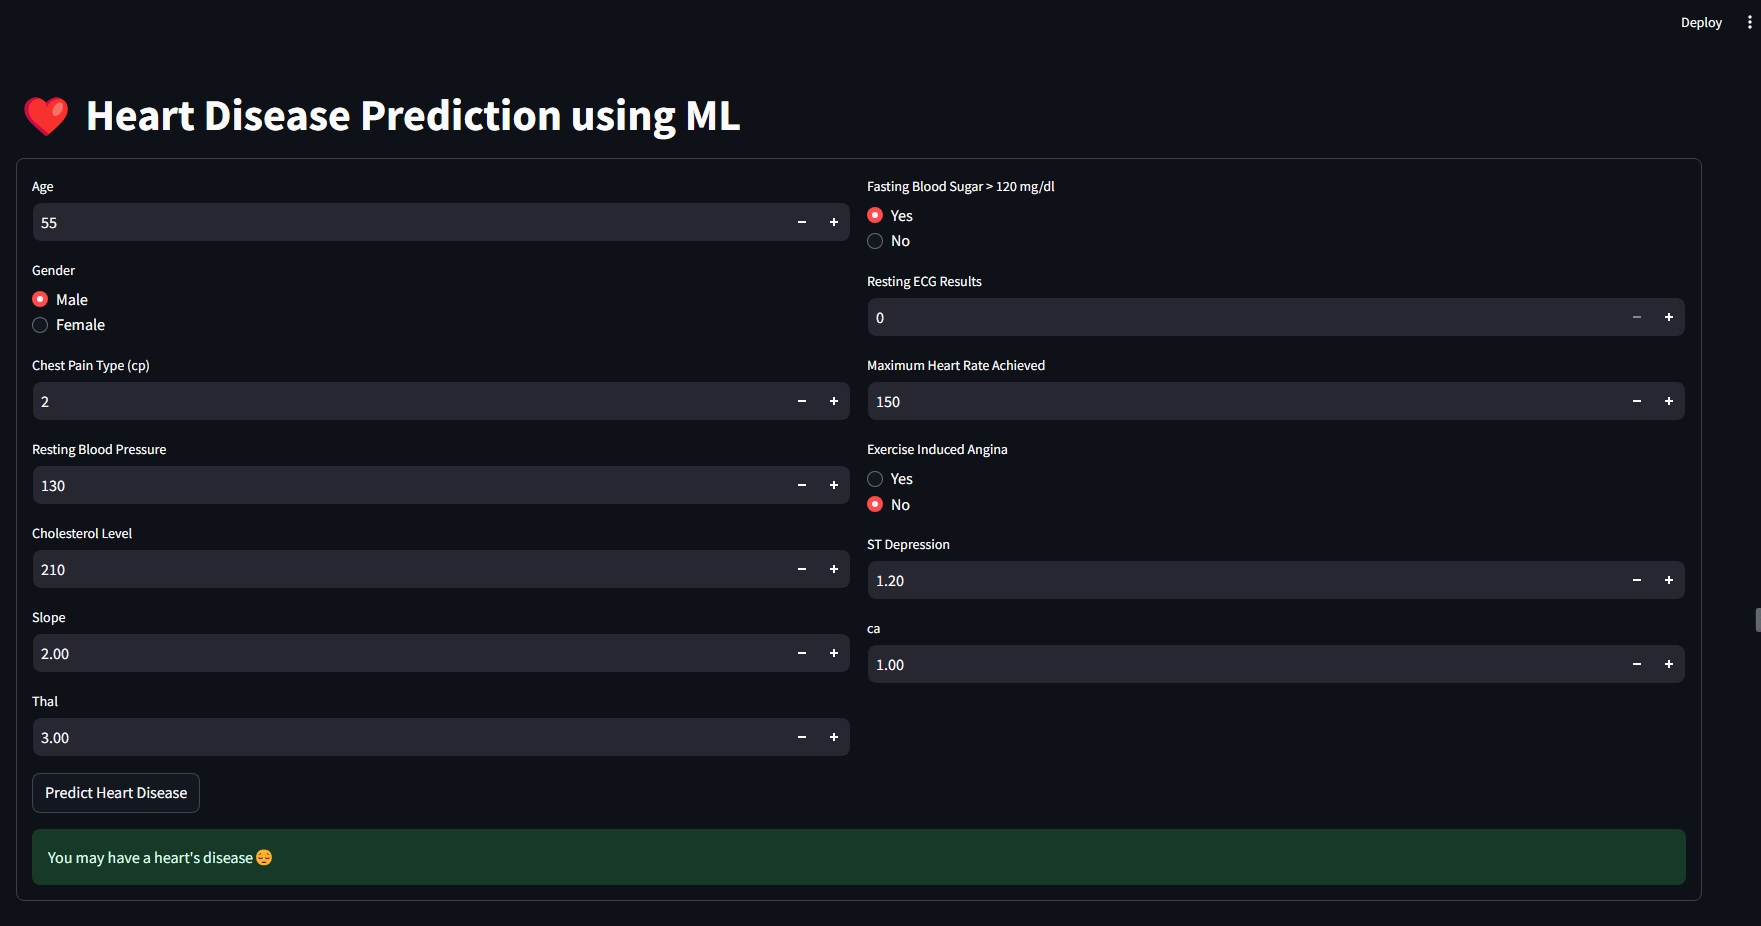 Deploy
Heart Disease Prediction using ML
Age
55
Gender
Male
Female
Chest Pain Type (cp)
2
Resting Blood Pressure
130
Cholesterol Level
210
Slope
2.00
Thal
3.00
Fasting Blood Sugar > 120 mg/dl
Yes
No
Resting ECG Results
0
Maximum Heart Rate Achieved
150
Exercise Induced Angina
Yes
No
ST Depression
1.20
ca
1.00
Predict Heart Disease
You may have a heart's disease😔